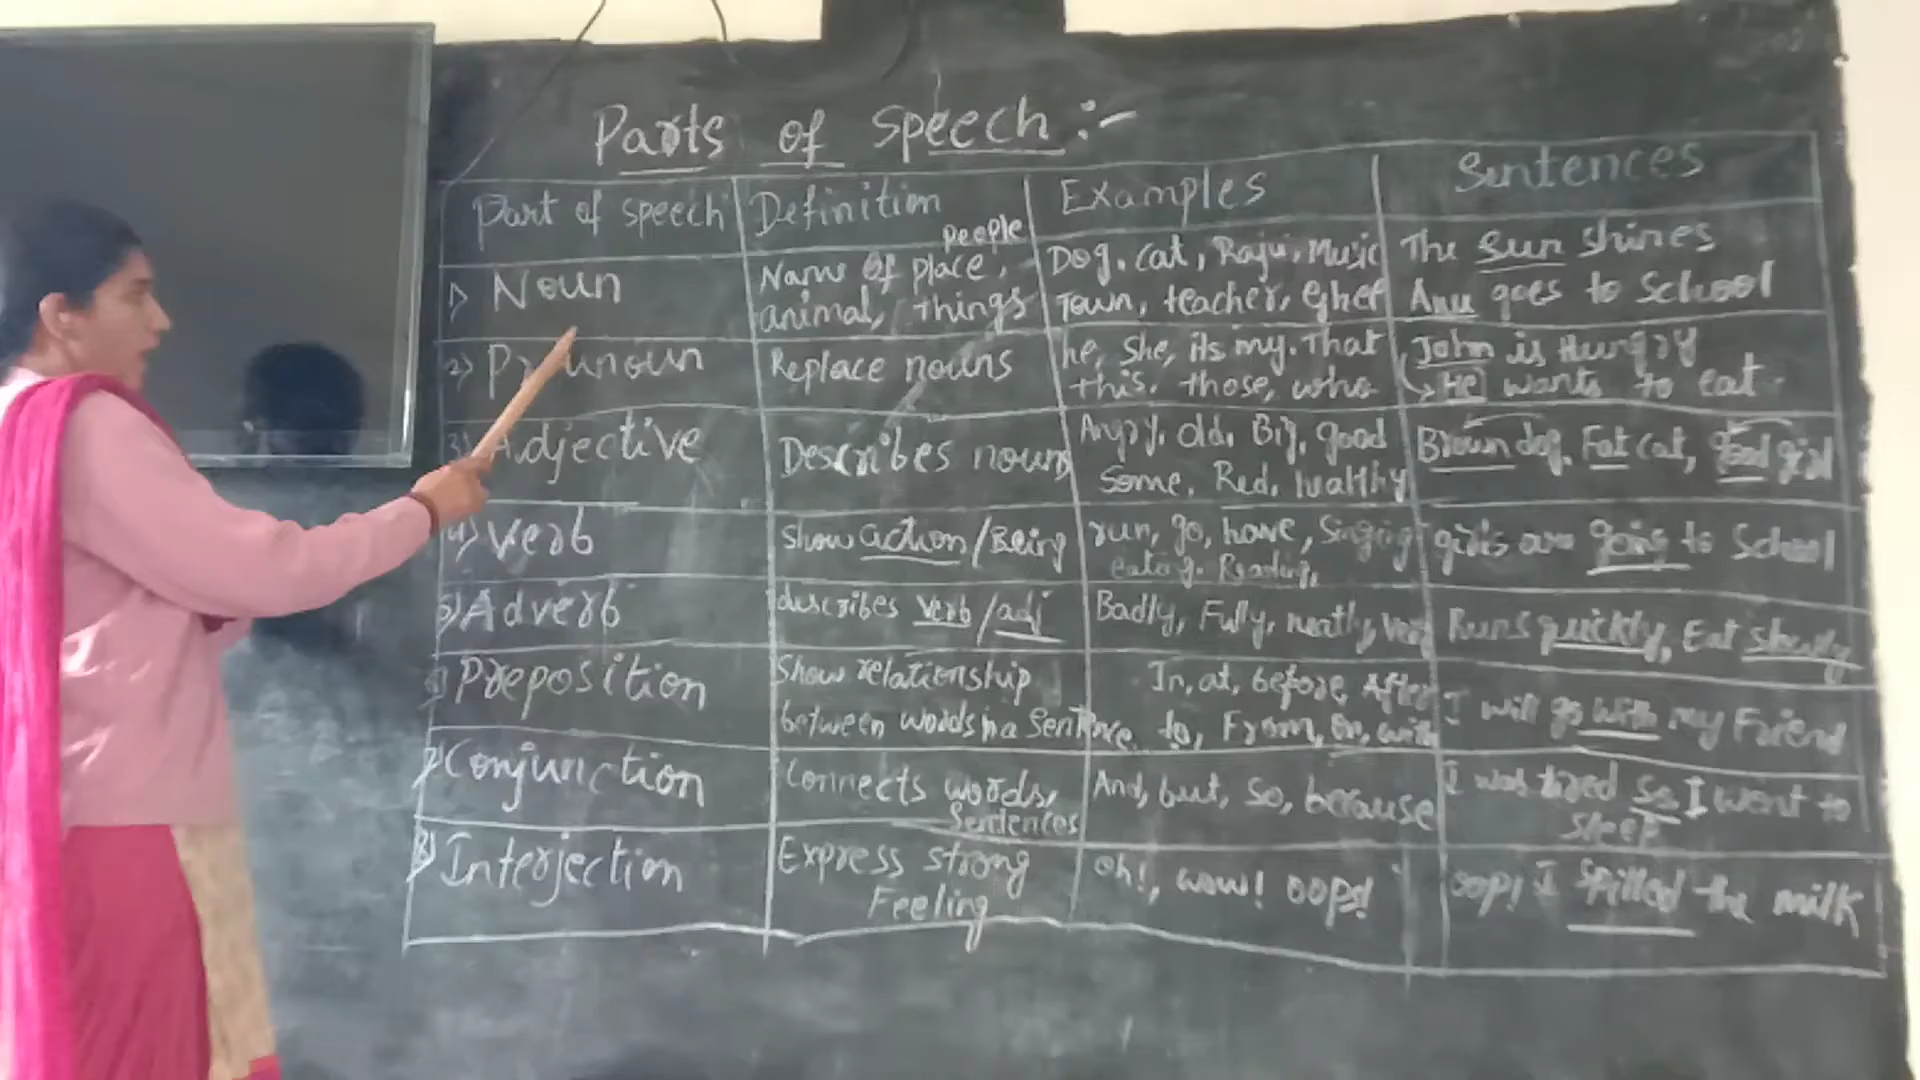 Parts of speech :-
Part of speech Definition Examples Sentences
1) Noun Name of place, people animal, things Dog, cat, Raju, Music Town, teacher, Ghee The Sun shines Anu goes to School
2) Pronoun Replace nouns he, She, its my. That this. those, who John is Hungry He wants to eat.
3) Adjective Describes nouns Angry, Old, Big, good Some, Red, healthy Brown dog, Fat cat, good girl
4) Verb Show action/Being run, go, have, Singing eating. Reading, girls are going to School
5) Adverb describes verb/adj Badly, Fully, neatly, very Runs quickly, Eat slowly
Preposition Show relationship between words in a Sentence In, at, before, After to, From, on, with I will go with my Friend
7) Conjunction Connects words, Sentences And, but, so, because I was tired so I went to sleep
8) Interjection Express strong Feeling oh!, wow! oops! oop! I spilled the milk